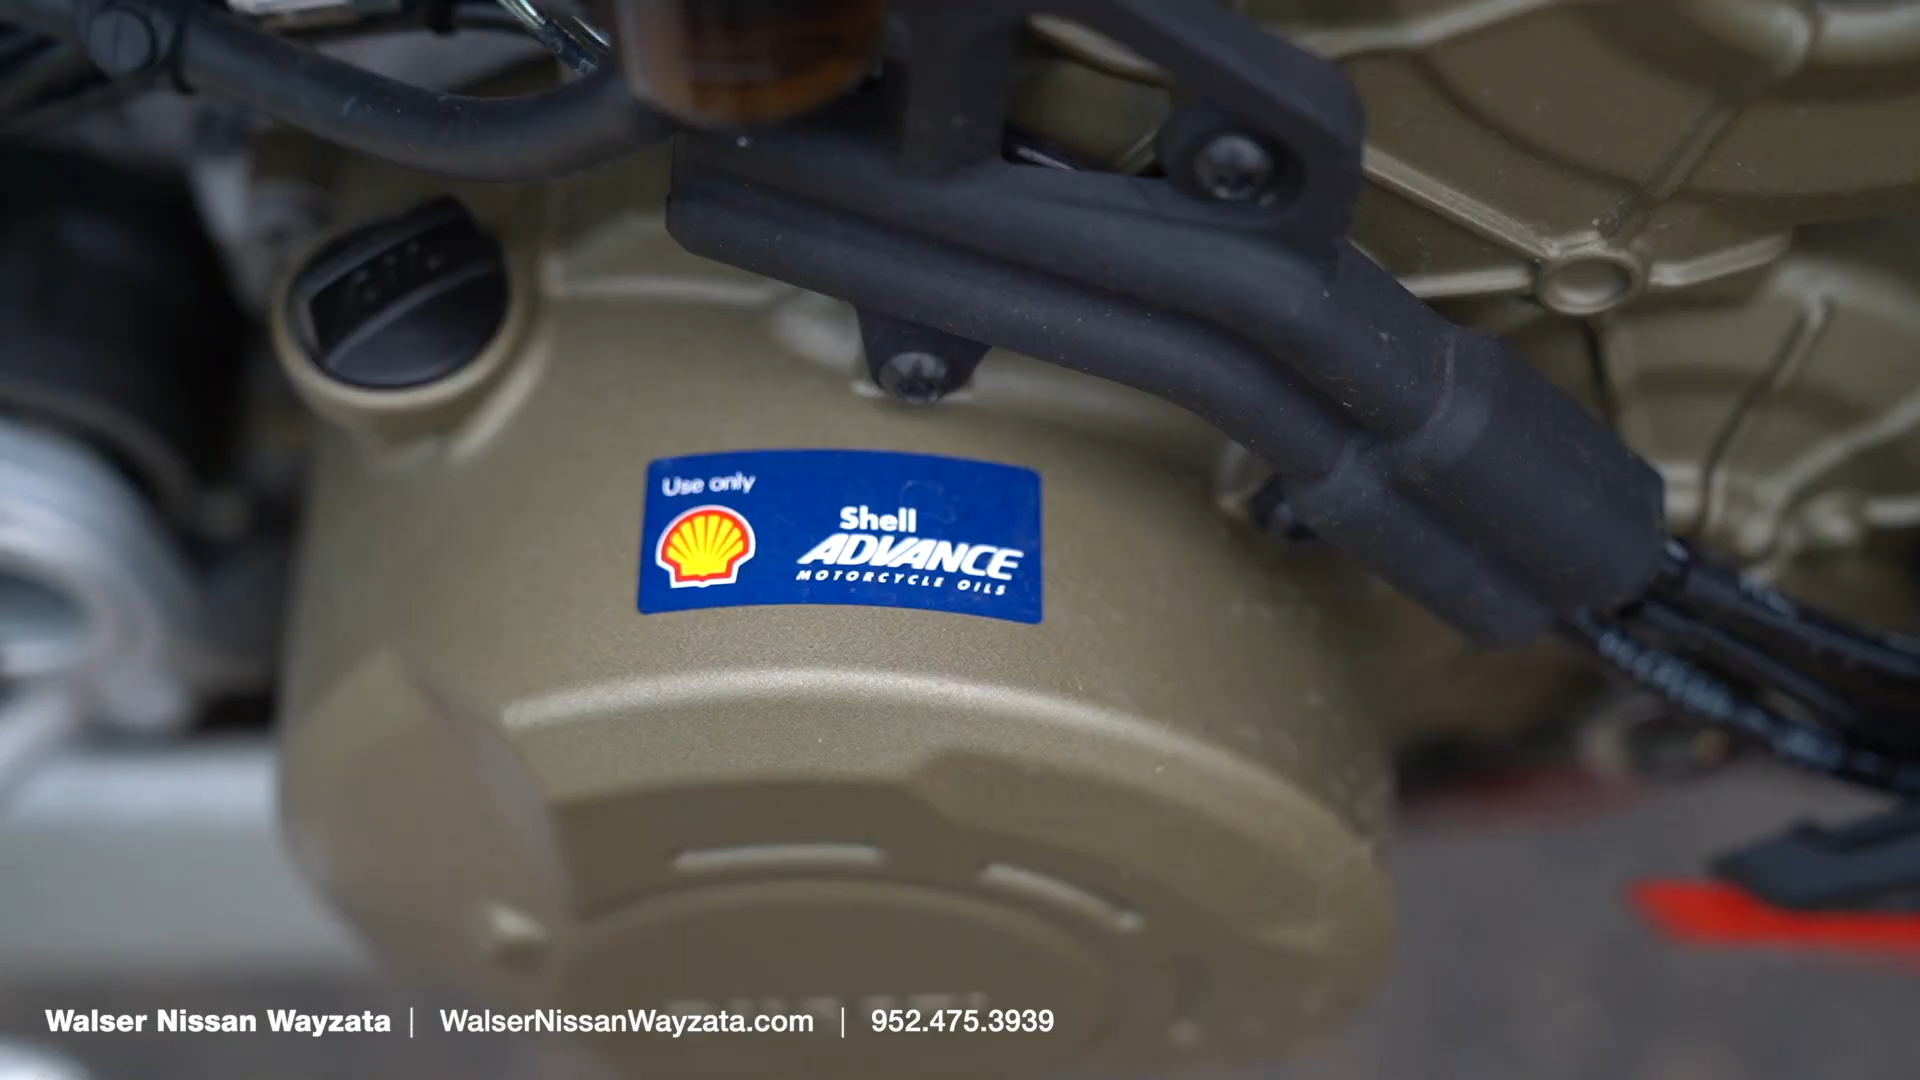 Use only
Shell
ADVANCE
MOTORCYCLE OILS
Walser Nissan Wayzata | WalserNissanWayzata.com | 952.475.3939